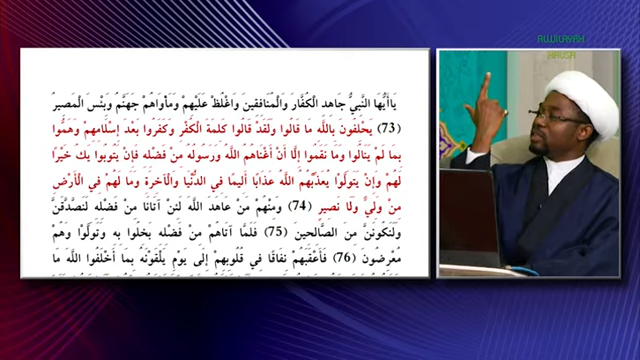 ALWILAYAH
HAUSA
يَاأَيُّهَا النَّبِيُّ جَاهِدِ الْكُفَّارَ وَالْمُنَافِقِينَ وَاغْلُظْ عَلَيْهِمْ وَمَأْوَاهُمْ جَهَنَّمُ وَبِئْسَ الْمَصِيرُ
(73) يَحْلِفُونَ بِاللَّهِ مَا قَالُوا وَلَقَدْ قَالُوا كَلِمَةَ الْكُفْرِ وَكَفَرُوا بَعْدَ إِسْلَامِهِمْ وَهَمُّوا
بِمَا لَمْ يَنَالُوا وَمَا نَقَمُوا إِلَّا أَنْ أَغْنَاهُمُ اللَّهُ وَرَسُولُهُ مِنْ فَضْلِهِ فَإِنْ يَتُوبُوا يَكُ خَيْرًا
لَهُمْ وَإِنْ يَتَوَلَّوْا يُعَذِّبْهُمُ اللَّهُ عَذَابًا أَلِيمًا فِي الدُّنْيَا وَالْآخِرَةِ وَمَا لَهُمْ فِي الْأَرْضِ
مِنْ وَلِيٍّ وَلَا نَصِيرٍ (74) وَمِنْهُمْ مَنْ عَاهَدَ اللَّهَ لَئِنْ آتَانَا مِنْ فَضْلِهِ لَنَصَّدَّقَنَّ
وَلَنَكُونَنَّ مِنَ الصَّالِحِينَ (75) فَلَمَّا آتَاهُمْ مِنْ فَضْلِهِ بَخِلُوا بِهِ وَتَوَلَّوْا وَهُمْ
مُعْرِضُونَ (76) فَأَعْقَبَهُمْ نِفَاقًا فِي قُلُوبِهِمْ إِلَى يَوْمِ يَلْقَوْنَهُ بِمَا أَخْلَفُوا اللَّهَ مَا